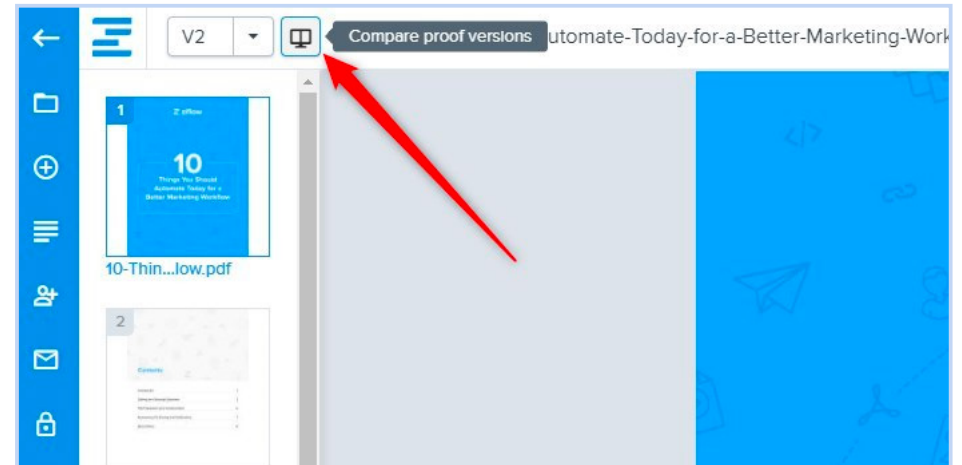 V2
Compare proof versions
utomate-Today-for-a-Better-Marketing-Work
1
10
Things You Should
Automate Today for a
Better Marketing Workflow
10-Thin...low.pdf
2
Contents